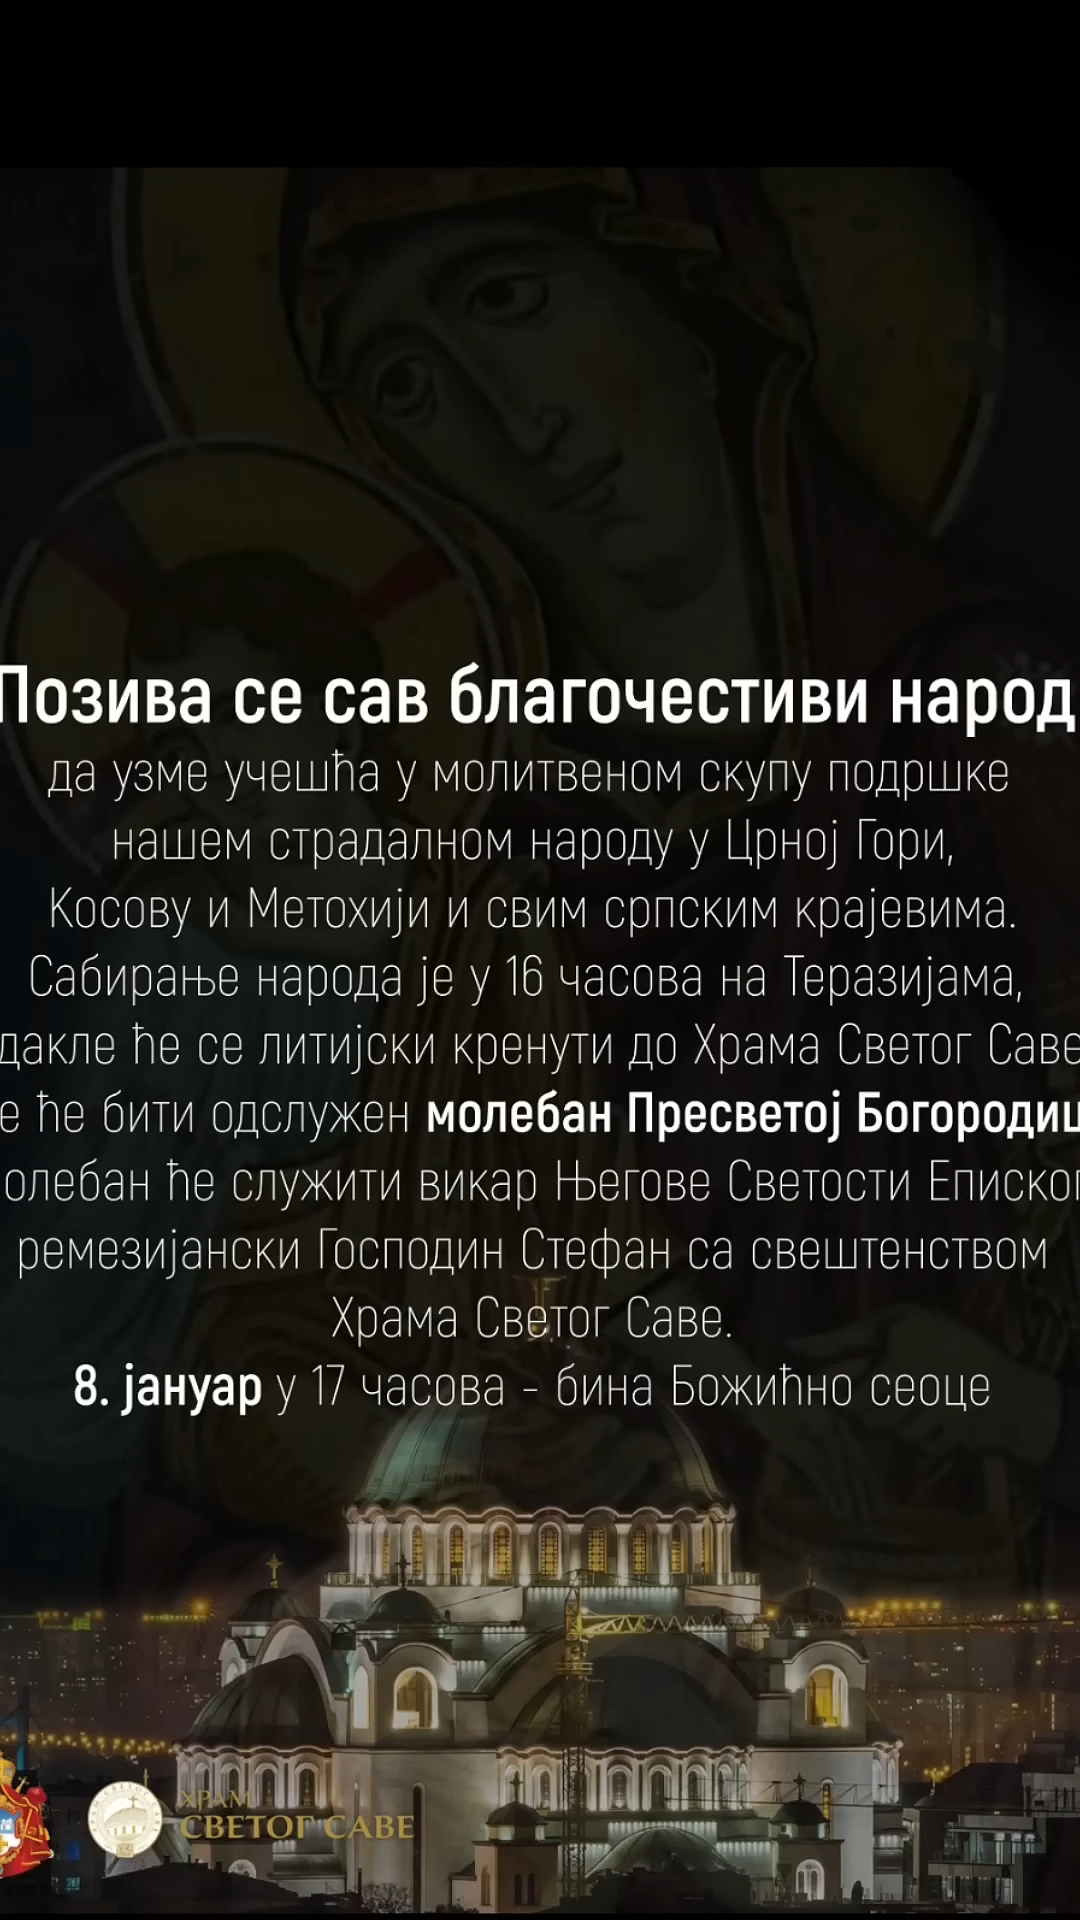 Позива се сав благочестиви народ
да узме учешћа у молитвеном скупу подршке
нашем страдалном народу у Црној Гори,
Косову и Метохији и свим српским крајевима.
Сабирање народа је у 16 часова на Теразијама,
дакле ће се литијски кренути до Храма Светог Саве
е ће бити одслужен молебан Пресветој Богородиц
олебан ће служити викар Његове Светости Епископ
ремезијански Господин Стефан са свештенством
Храма Светог Саве.
8. јануар у 17 часова - бина Божићно сеоце
ХРАМ
СВЕТОГ САВЕ